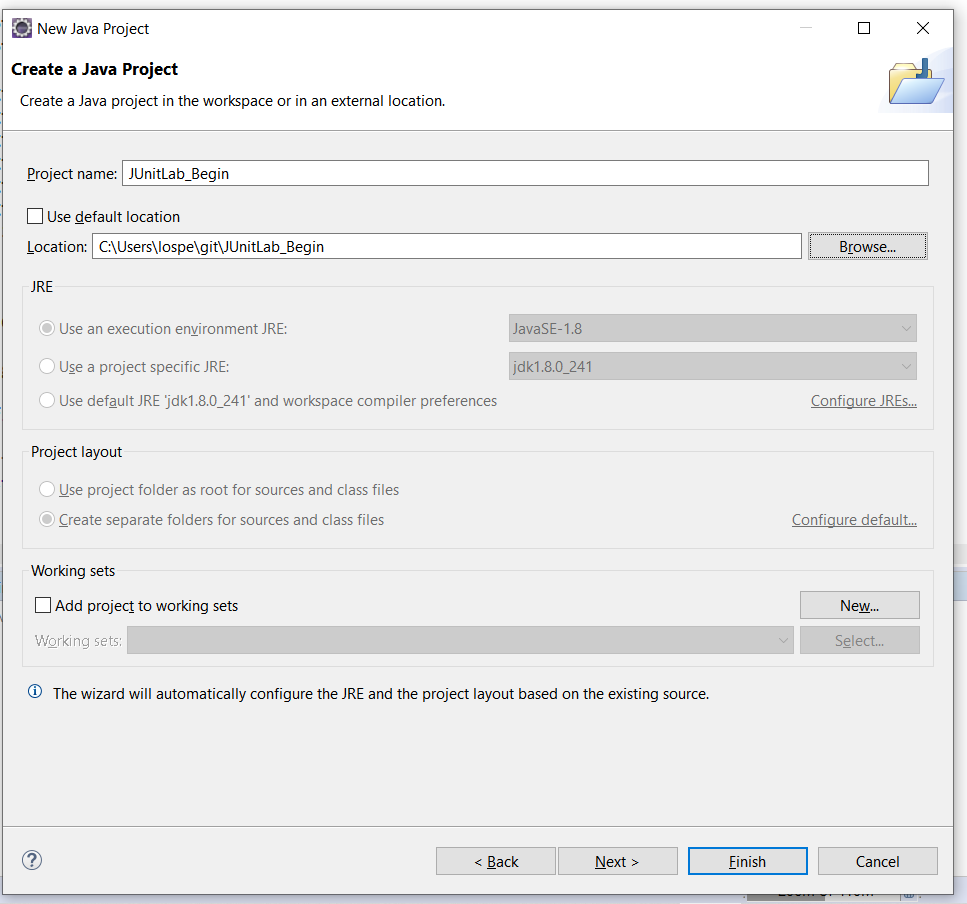 New Java Project
Create a Java Project
Create a Java project in the workspace or in an external location.
Project name: JUnitLab_Begin
Use default location
Location: C:\Users\lospe\git\JUnitLab_Begin Browse...
JRE
Use an execution environment JRE: JavaSE-1.8
Use a project specific JRE: jdk1.8.0_241
Use default JRE 'jdk1.8.0_241' and workspace compiler preferences Configure JREs...
Project layout
Use project folder as root for sources and class files
Create separate folders for sources and class files Configure default...
Working sets
Add project to working sets New...
Working sets: Select...
The wizard will automatically configure the JRE and the project layout based on the existing source.
? < Back Next > Finish Cancel